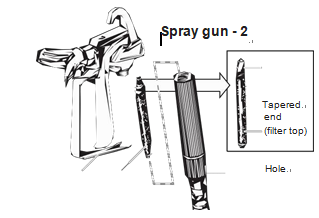 Spray gun - 2
Tapered.
end
(filter top)
Hole.